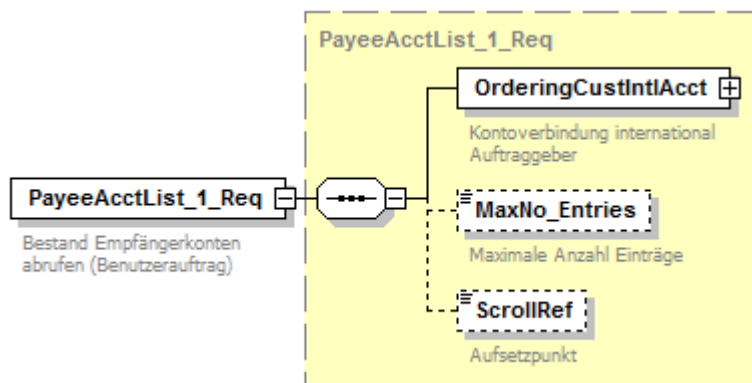 PayeeAcctList_1_Req
OrderingCustIntlAcct
Kontoverbindung international
Auftraggeber
PayeeAcctList_1_Req
Bestand Empfängerkonten
abrufen (Benutzerauftrag)
MaxNo_Entries
Maximale Anzahl Einträge
ScrollRef
Aufsetzpunkt